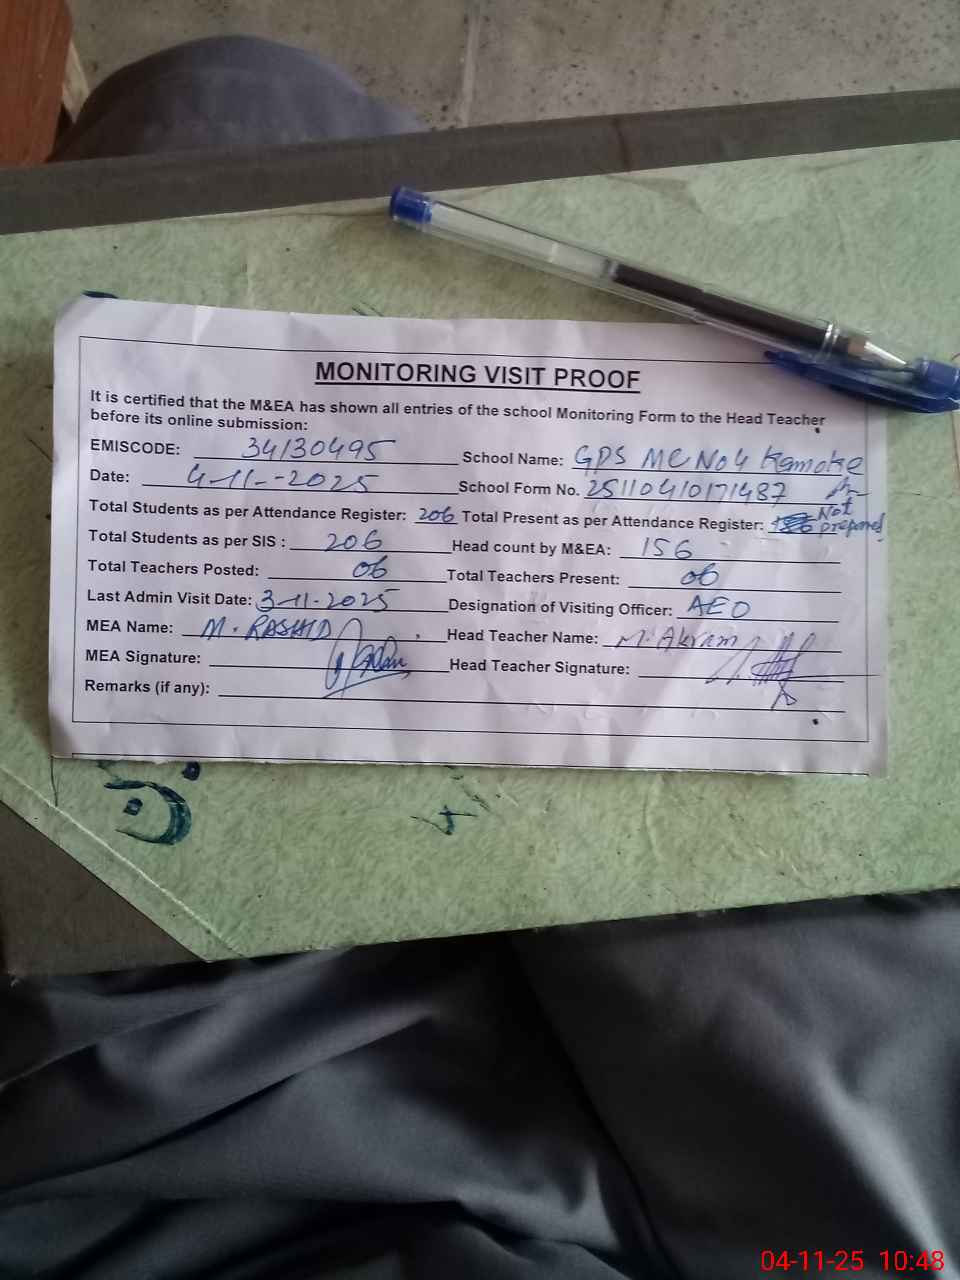 MONITORING VISIT PROOF
It is certified that the M&EA has shown all entries of the school Monitoring Form to the Head Teacher
before its online submission:
EMISCODE: 34130495 School Name: GPS MC No 4 Kamoke
Date: 4-11--2025 School Form No. 25110410171487
Total Students as per Attendance Register: 206 Total Present as per Attendance Register: Not prepared
Total Students as per SIS : 206 Head count by M&EA: 156
Total Teachers Posted: 06 Total Teachers Present: 06
Last Admin Visit Date: 3-11-2025 Designation of Visiting Officer: AEO
MEA Name: M. RASHID Head Teacher Name: M. Akram
MEA Signature: Head Teacher Signature:
Remarks (if any):
04-11-25 10:48